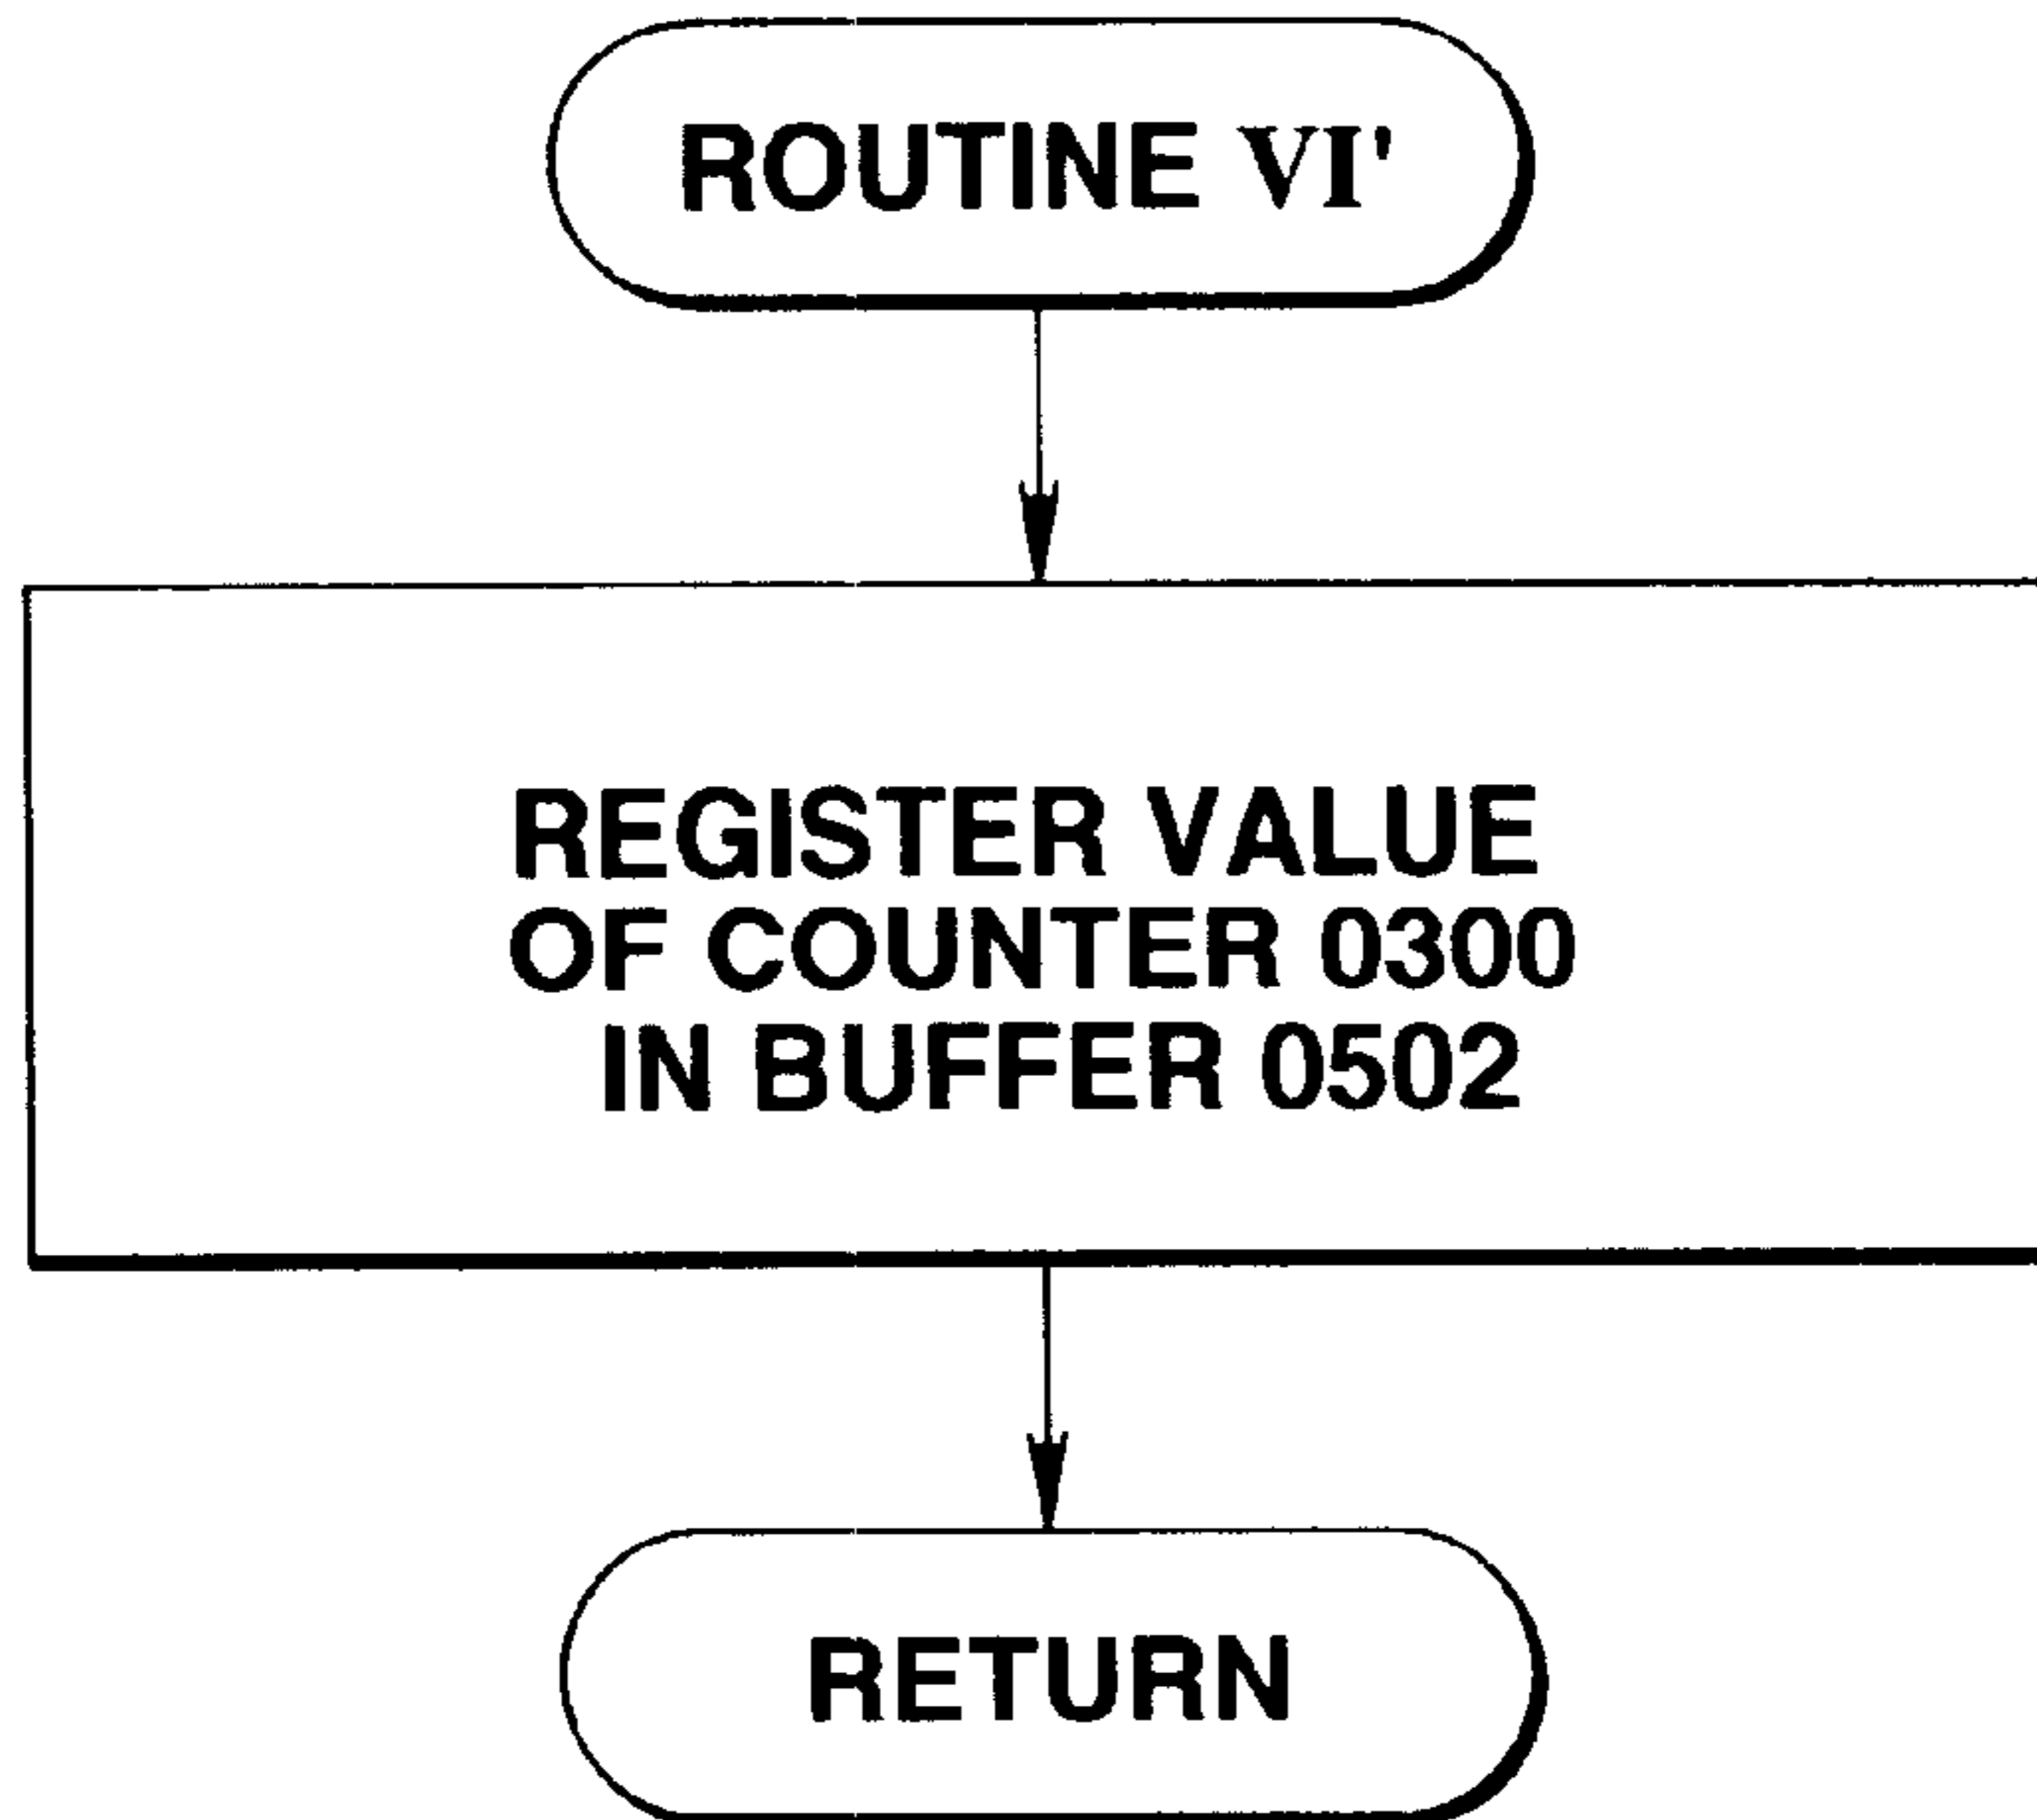 ROUTINE VI'
REGISTER VALUE
OF COUNTER 0300
IN BUFFER 0502
RETURN